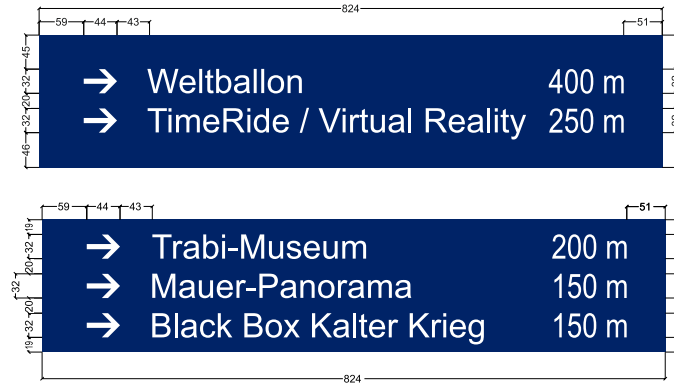 824
59 44 43 51
45
32
20
32
46
→ Weltballon 400 m
→ TimeRide / Virtual Reality 250 m
59 44 43 51
19
32
20
32
20
32
19
→ Trabi-Museum 200 m
→ Mauer-Panorama 150 m
→ Black Box Kalter Krieg 150 m
824